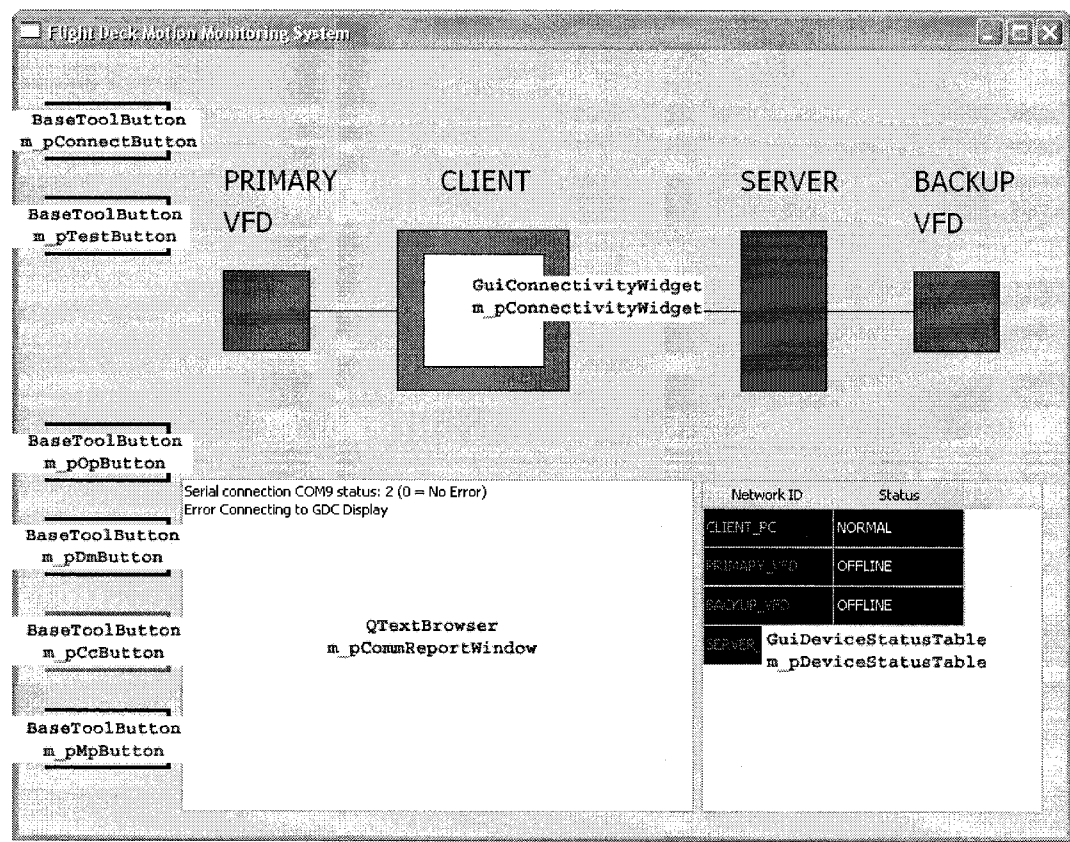 Flight Deck Motion Monitoring System
BaseToolButton
m_pConnectButton
BaseToolButton
m_pTestButton
PRIMARY
VFD
CLIENT
SERVER
BACKUP
VFD
GuiConnectivityWidget
m_pConnectivityWidget
BaseToolButton
m_pOpButton
BaseToolButton
m_pDmButton
BaseToolButton
m_pCcButton
BaseToolButton
m_pMpButton
Serial connection COM9 status: 2 (0 = No Error)
Error Connecting to GDC Display
QTextBrowser
m_pCommReportWindow
Network ID Status
CLIENT_PC NORMAL
PRIMARY_VFD OFFLINE
BACKUP_VFD OFFLINE
SERVER
GuiDeviceStatusTable
m_pDeviceStatusTable